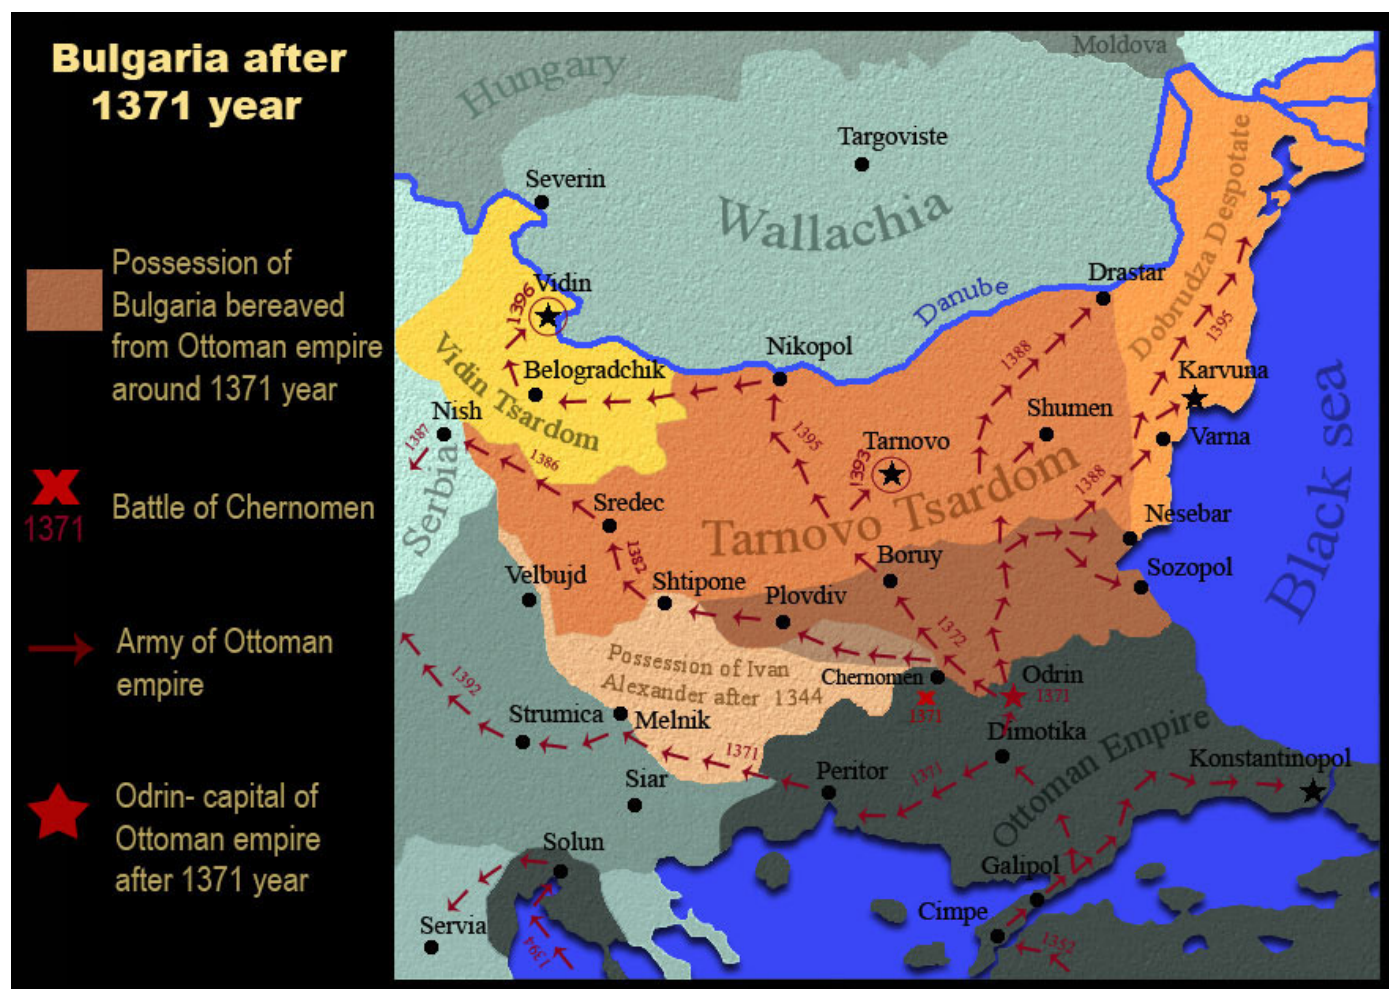 Bulgaria after
1371 year
Possession of
Bulgaria bereaved
from Ottoman empire
around 1371 year
1371
Battle of Chernomen
Army of Ottoman
empire
Odrin- capital of
Ottoman empire
after 1371 year
Hungary
Moldova
Targoviste
Severin
Wallachia
Dobrudza Despotate
Vidin
1396
Drastar
Danube
Vidin Tsardom
Belogradchik
Nikopol
1388
1395
Karvuna
Nish
1387
Shumen
Varna
1386
1395
Tarnovo
1393
Serbia
Sredec
Tarnovo Tsardom
1388
Nesebar
Black sea
1382
Velbujd
Shtipone
Boruy
Sozopol
Plovdiv
1372
Possession of Ivan
Alexander after 1344
Chernomen
1371
Odrin
1371
1392
Strumica
Melnik
Dimotika
1371
Siar
Peritor
1371
Ottoman Empire
Konstantinopol
Solun
Galipol
Servia
Cimpe
1394
1352